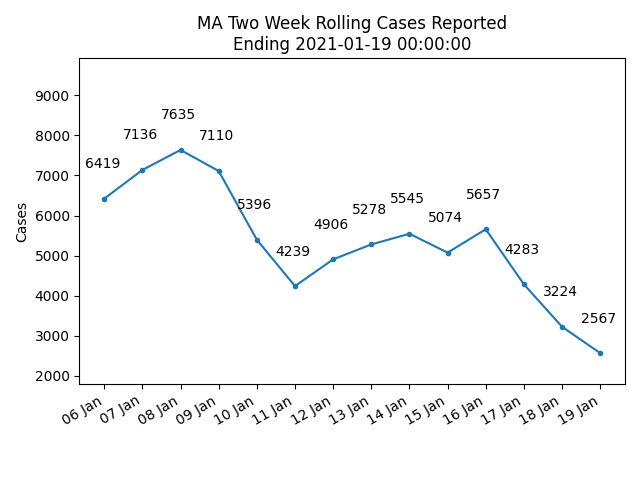 MA Two Week Rolling Cases Reported
Ending 2021-01-19 00:00:00
Cases
9000
8000
7000
6000
5000
4000
3000
2000
6419
7136
7635
7110
5396
4239
4906
5278
5545
5074
5657
4283
3224
2567
06 Jan
07 Jan
08 Jan
09 Jan
10 Jan
11 Jan
12 Jan
13 Jan
14 Jan
15 Jan
16 Jan
17 Jan
18 Jan
19 Jan